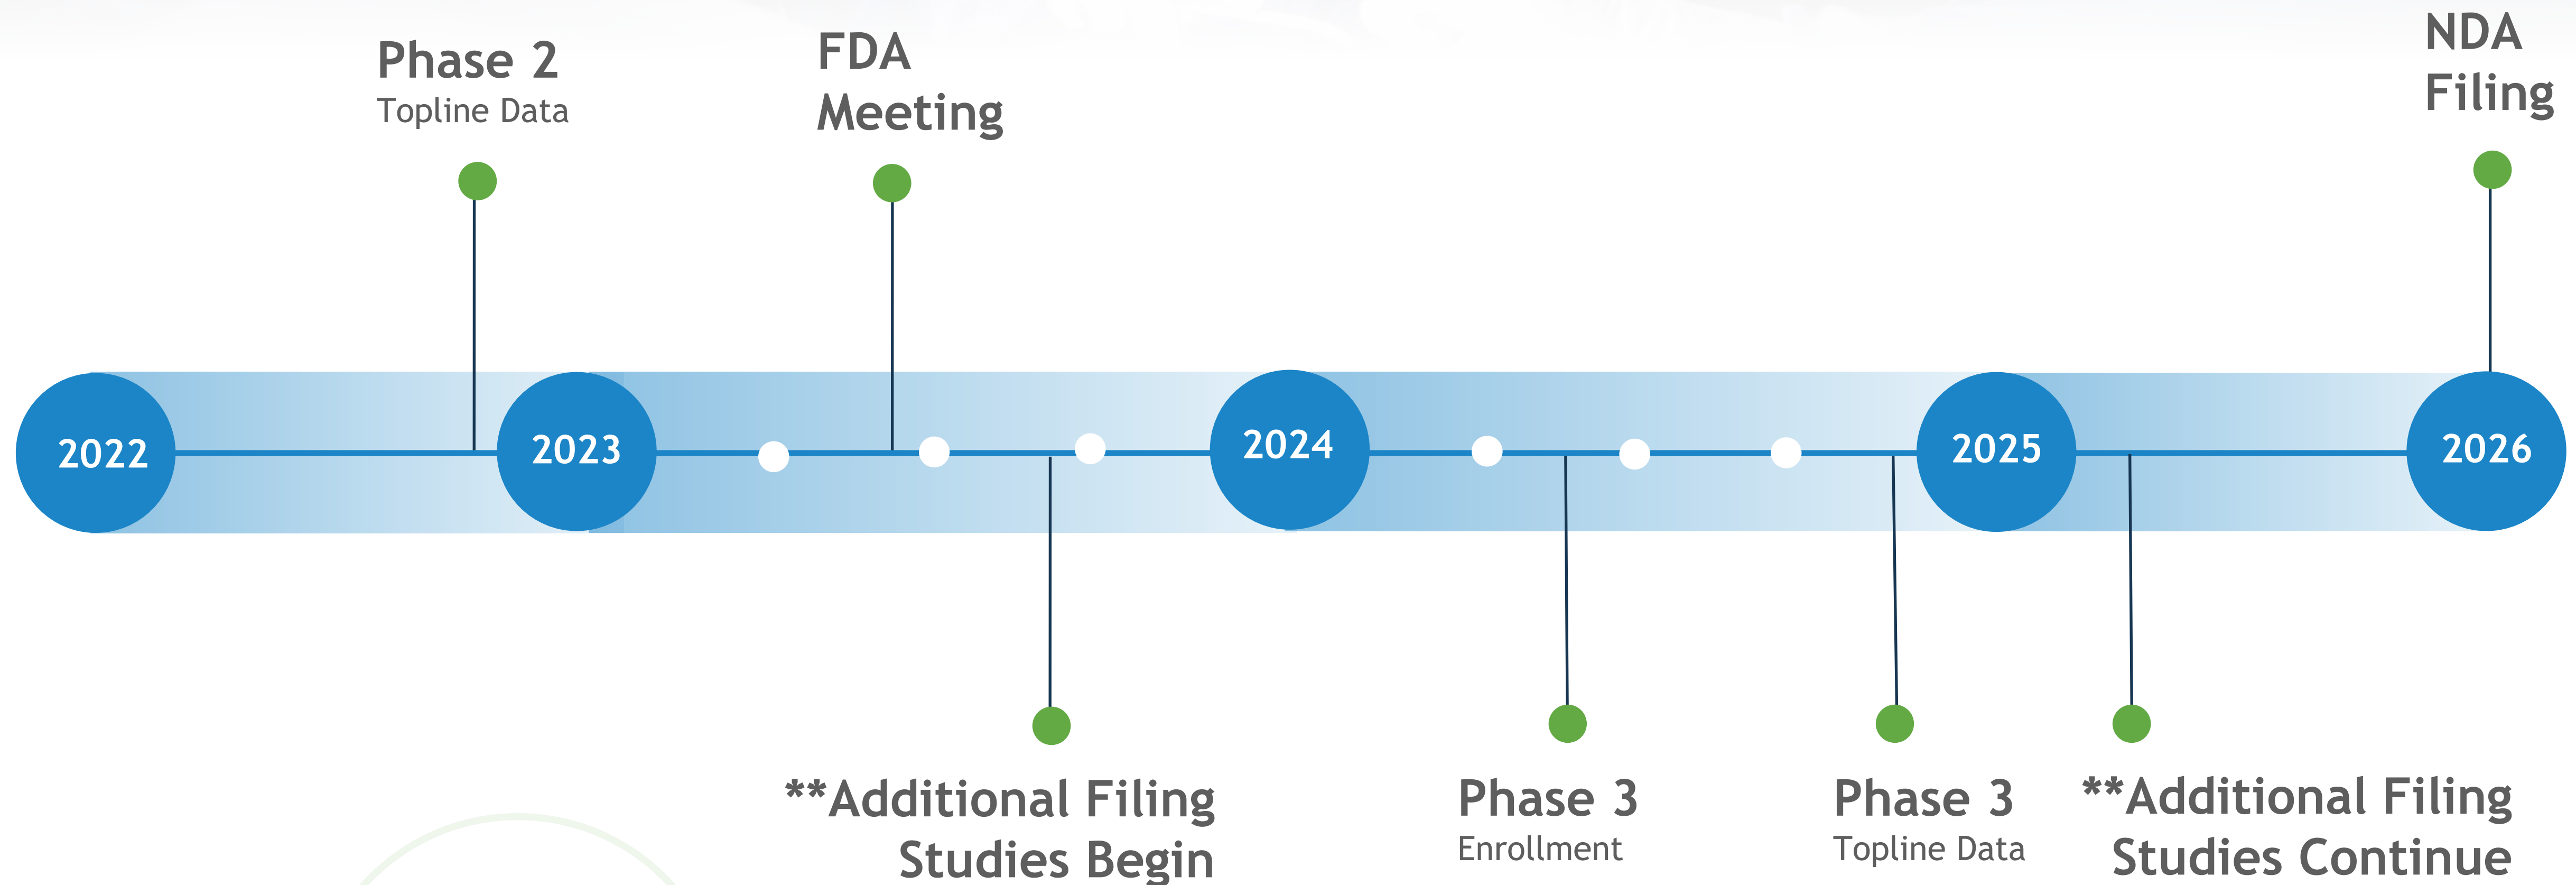 Phase 2
Topline Data
FDA
Meeting
NDA
Filing
2022
2023
2024
2025
2026
**Additional Filing
Studies Begin
Phase 3
Enrollment
Phase 3
Topline Data
**Additional Filing
Studies Continue